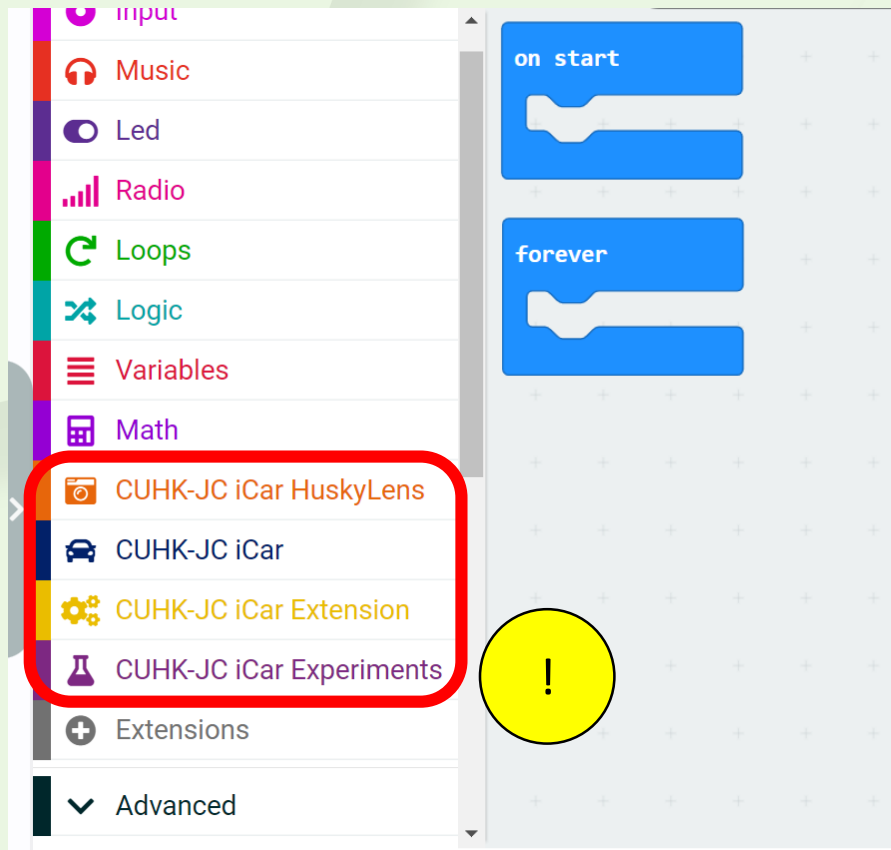 Input
Music
Led
Radio
Loops
Logic
Variables
Math
CUHK-JC iCar HuskyLens
CUHK-JC iCar
CUHK-JC iCar Extension
CUHK-JC iCar Experiments
Extensions
Advanced
on start
forever
!